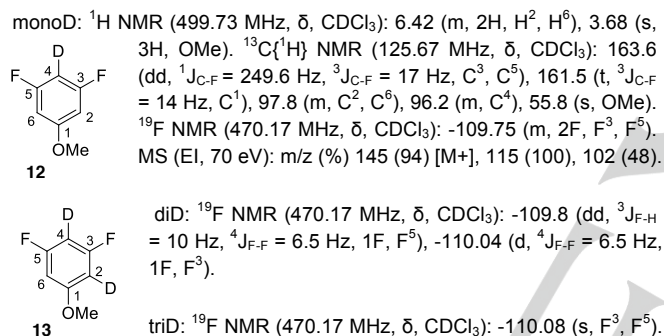 monoD: ¹H NMR (499.73 MHz, δ, CDCl₃): 6.42 (m, 2H, H², H⁶), 3.68 (s,
3H, OMe). ¹³C{¹H} NMR (125.67 MHz, δ, CDCl₃): 163.6
(dd, ¹J_C-F = 249.6 Hz, ³J_C-F = 17 Hz, C³, C⁵), 161.5 (t, ³J_C-F
= 14 Hz, C¹), 97.8 (m, C², C⁶), 96.2 (m, C⁴), 55.8 (s, OMe).
¹⁹F NMR (470.17 MHz, δ, CDCl₃): -109.75 (m, 2F, F³, F⁵).
MS (EI, 70 eV): m/z (%) 145 (94) [M+], 115 (100), 102 (48).
D
F 4 F
5 3
6 2
1
OMe
12
diD: ¹⁹F NMR (470.17 MHz, δ, CDCl₃): -109.8 (dd, ³J_F-H
= 10 Hz, ⁴J_F-F = 6.5 Hz, 1F, F⁵), -110.04 (d, ⁴J_F-F = 6.5 Hz,
1F, F³).
D
F 4 F
5 3
6 2
1 D
OMe
13
triD: ¹⁹F NMR (470.17 MHz, δ, CDCl₃): -110.08 (s, F³, F⁵).